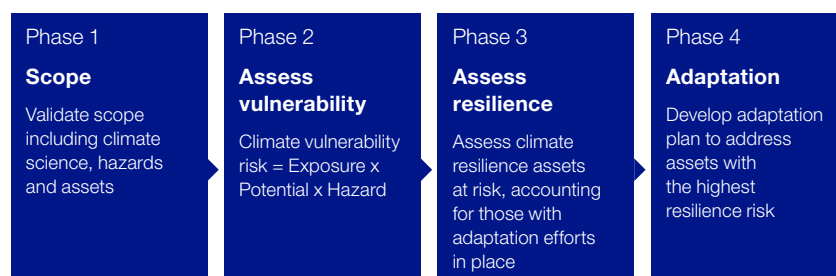 Phase 1
Scope
Validate scope
including climate
science, hazards
and assets
Phase 2
Assess
vulnerability
Climate vulnerability
risk = Exposure x
Potential x Hazard
Phase 3
Assess
resilience
Assess climate
resilience assets
at risk, accounting
for those with
adaptation efforts
in place
Phase 4
Adaptation
Develop adaptation
plan to address
assets with
the highest
resilience risk